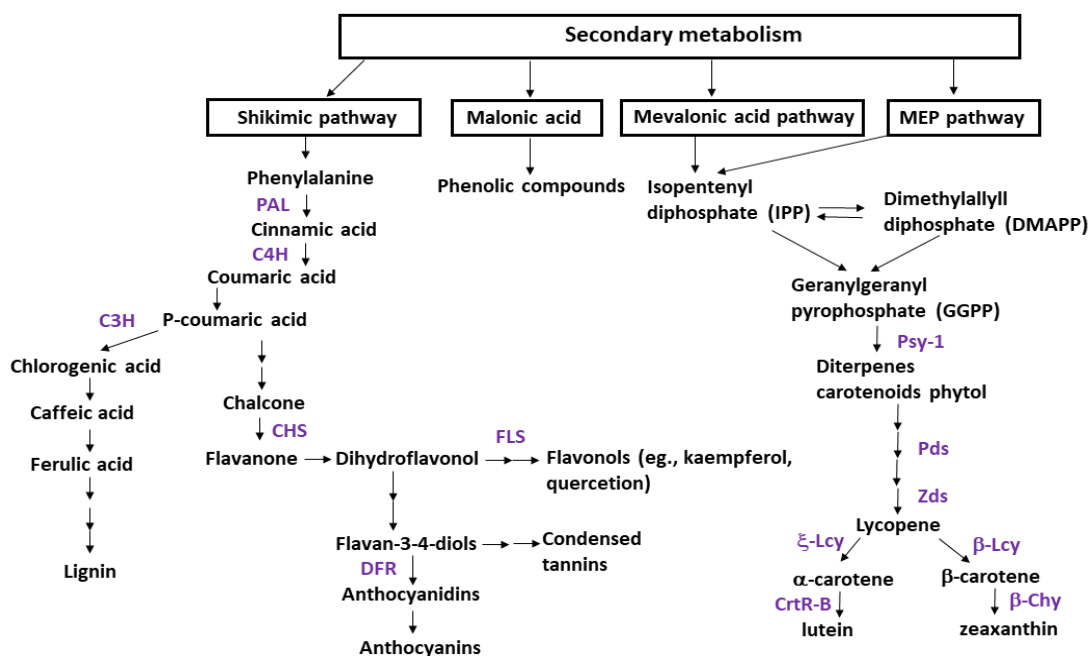 Secondary metabolism
Shikimic pathway
Malonic acid
Mevalonic acid pathway
MEP pathway
Phenylalanine
PAL
Cinnamic acid
C4H
Coumaric acid
C3H
P-coumaric acid
Chlorogenic acid
Caffeic acid
Ferulic acid
Lignin
Chalcone
CHS
Flavanone
Dihydroflavonol
FLS
Flavonols (eg., kaempferol,
quercetion)
Flavan-3-4-diols
Condensed
tannins
DFR
Anthocyanidins
Anthocyanins
Phenolic compounds
Isopentenyl
diphosphate (IPP)
Dimethylallyll
diphosphate (DMAPP)
Geranylgeranyl
pyrophosphate (GGPP)
Psy-1
Diterpenes
carotenoids phytol
Pds
Zds
Lycopene
ξ-Lcy
β-Lcy
α-carotene
β-carotene
CrtR-B
β-Chy
lutein
zeaxanthin